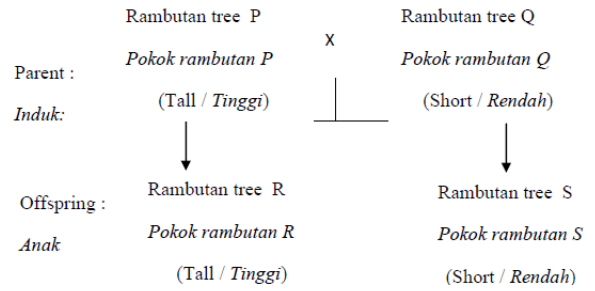 Rambutan tree P
Rambutan tree Q
X
Pokok rambutan P
Pokok rambutan Q
Parent :
(Tall / Tinggi)
(Short / Rendah)
Induk:
Rambutan tree R
Rambutan tree S
Offspring :
Pokok rambutan R
Pokok rambutan S
Anak
(Tall / Tinggi)
(Short / Rendah)